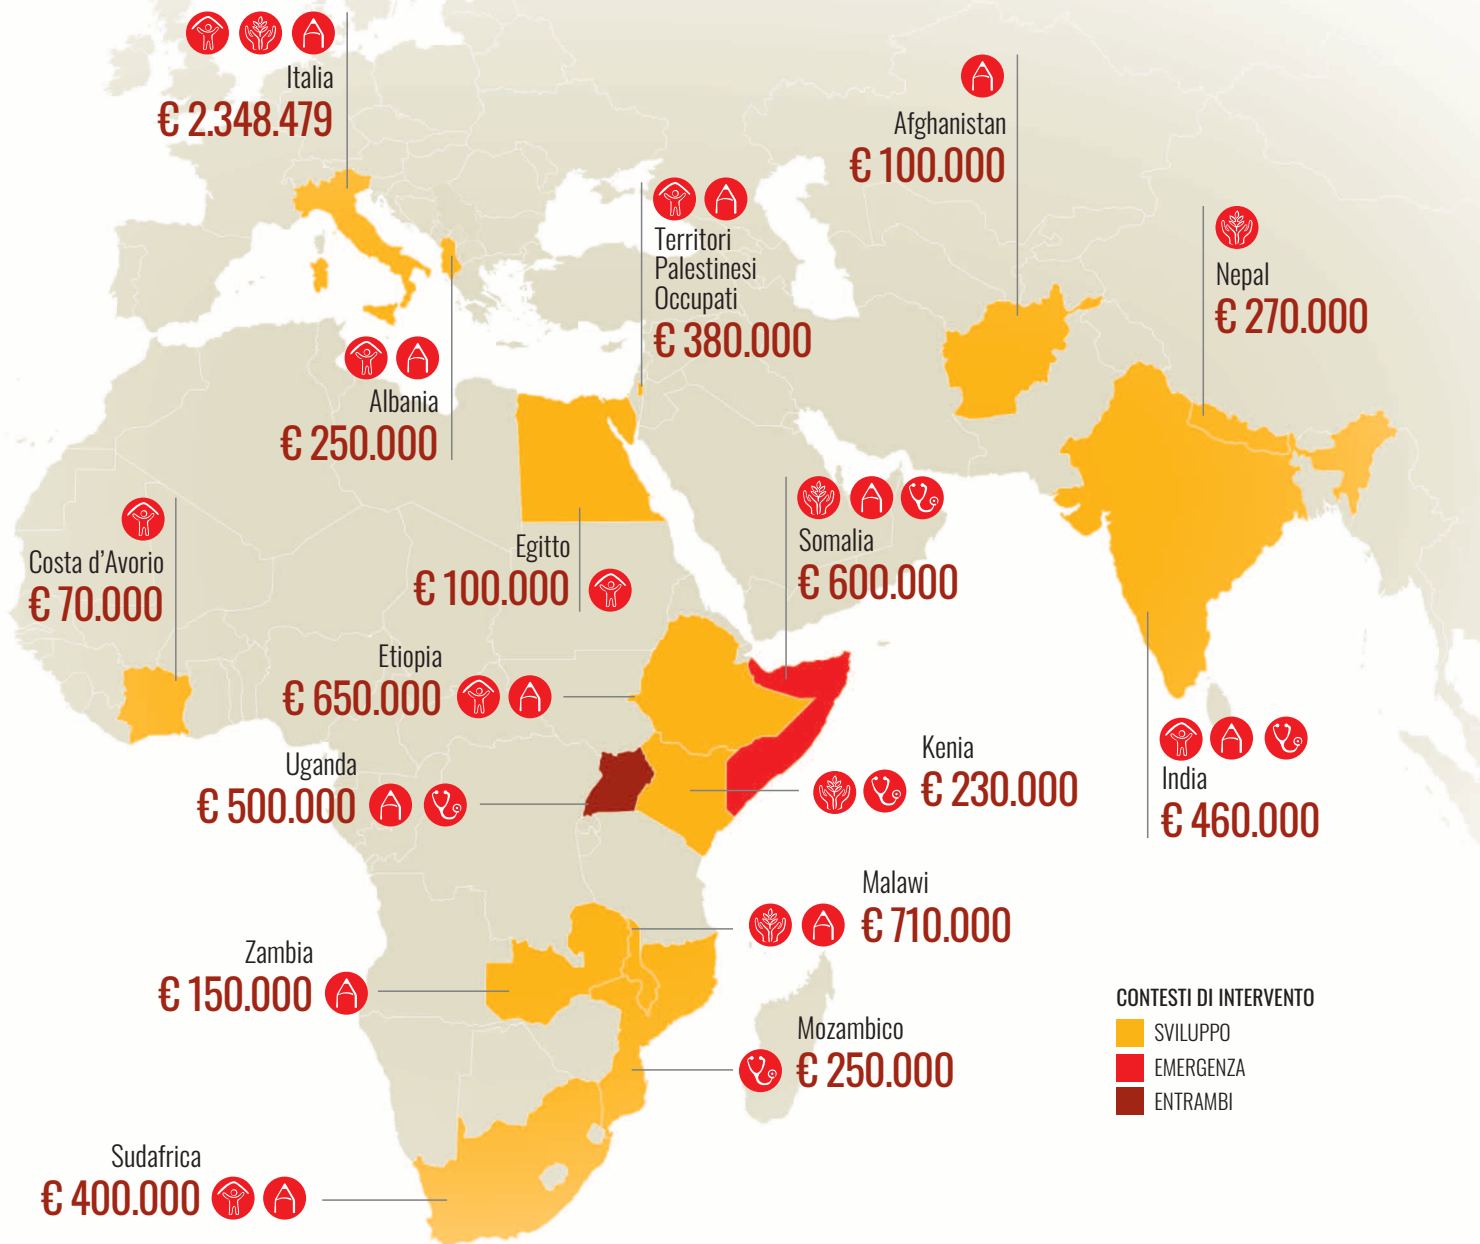 Italia
€ 2.348.479
Afghanistan
€ 100.000
Territori
Palestinesi
Occupati
€ 380.000
Nepal
€ 270.000
Albania
€ 250.000
Costa d’Avorio
€ 70.000
Egitto
€ 100.000
Somalia
€ 600.000
Etiopia
€ 650.000
Uganda
€ 500.000
Kenia
€ 230.000
India
€ 460.000
Malawi
€ 710.000
Zambia
€ 150.000
Mozambico
€ 250.000
Sudafrica
€ 400.000
CONTESTI DI INTERVENTO
SVILUPPO
EMERGENZA
ENTRAMBI